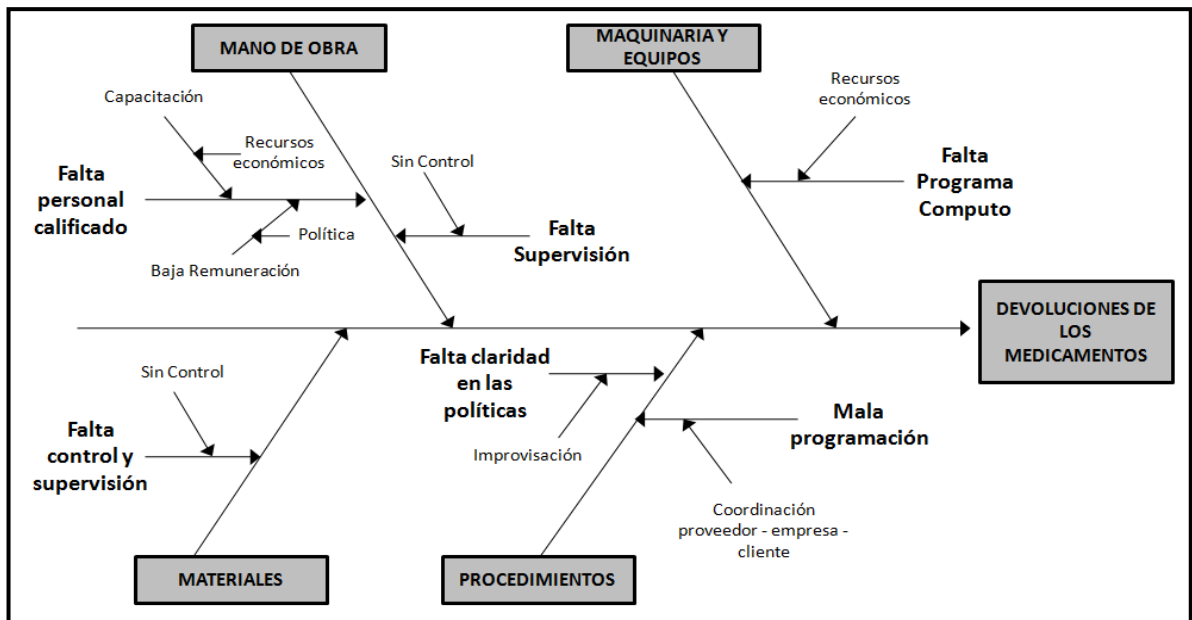 MANO DE OBRA
MAQUINARIA Y
EQUIPOS
Capacitación
Recursos
económicos
Falta
personal
calificado
Política
Baja Remuneración
Sin Control
Falta
Supervisión
Recursos
económicos
Falta
Programa
Computo
DEVOLUCIONES DE
LOS
MEDICAMENTOS
Sin Control
Falta
control y
supervisión
Falta claridad
en las
políticas
Improvisación
Mala
programación
Coordinación
proveedor - empresa -
cliente
MATERIALES
PROCEDIMIENTOS